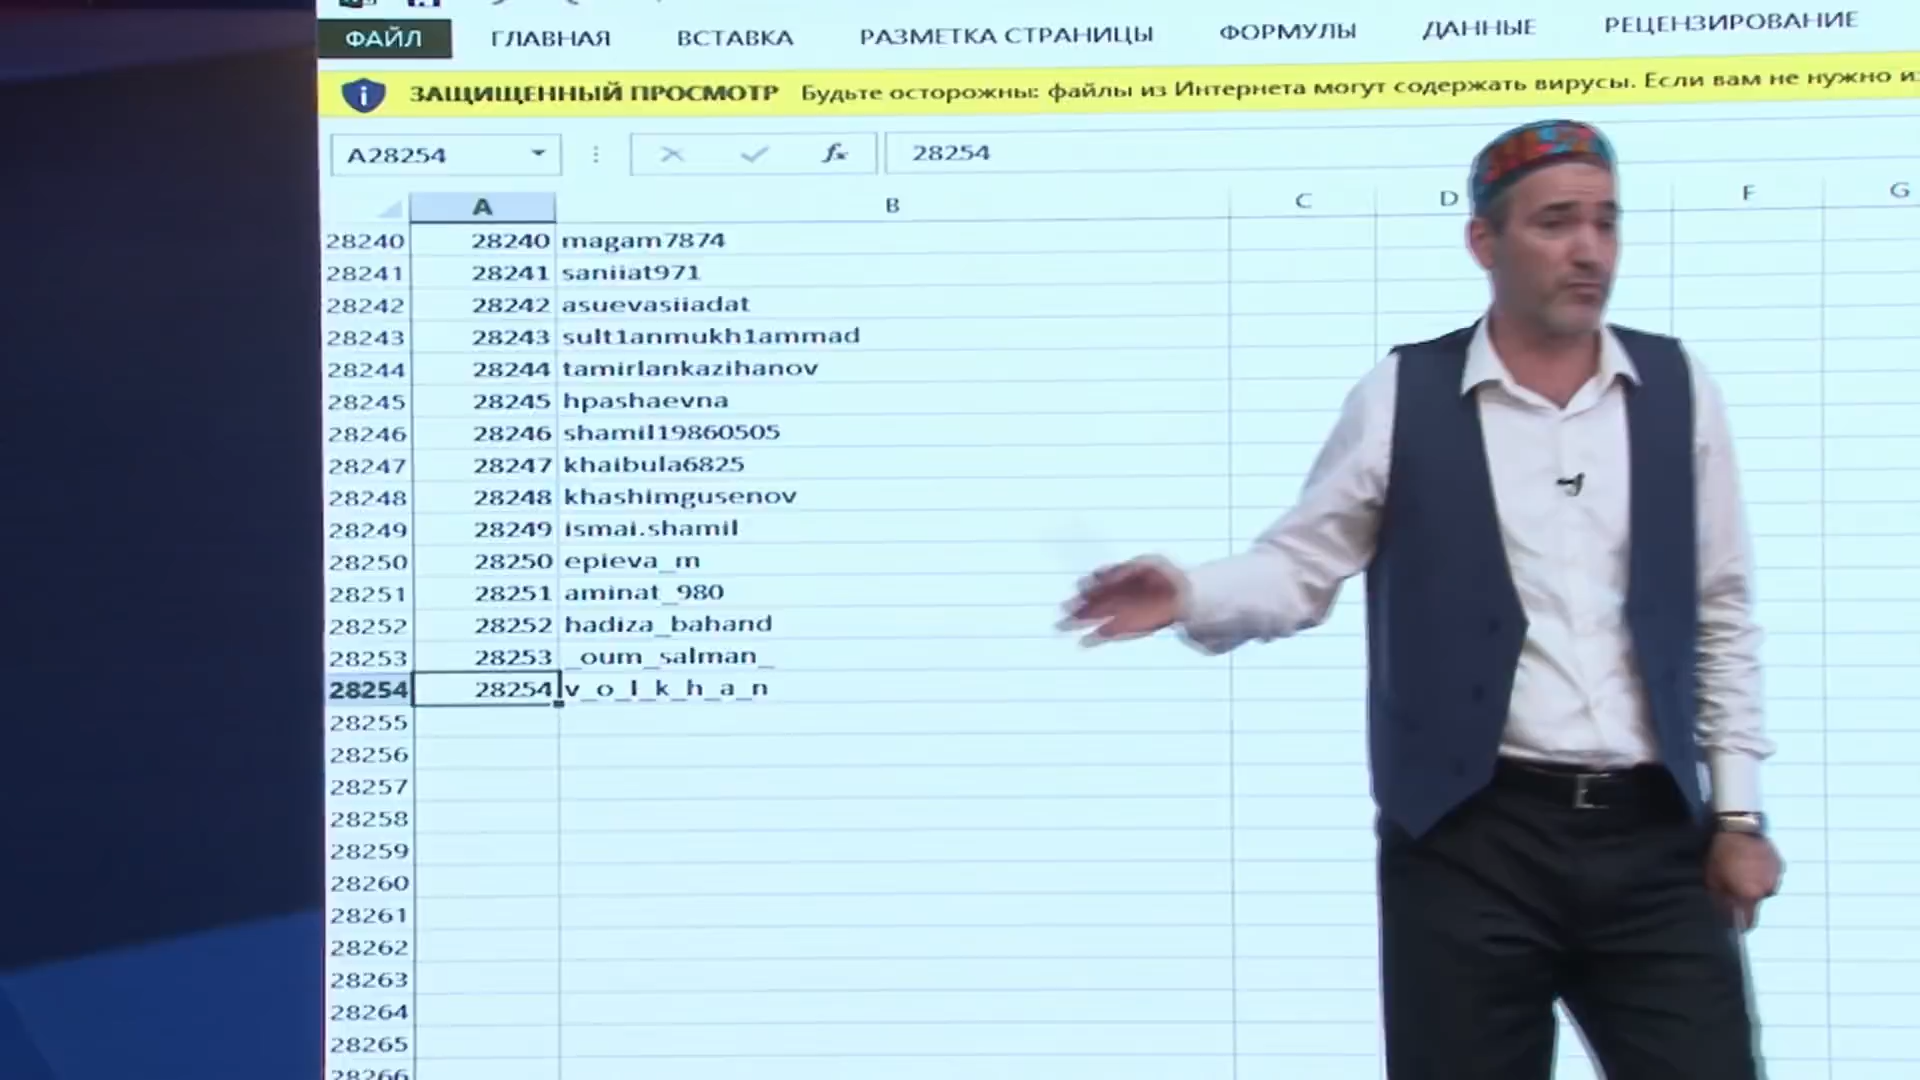 ФАЙЛ ГЛАВНАЯ ВСТАВКА РАЗМЕТКА СТРАНИЦЫ ФОРМУЛЫ ДАННЫЕ РЕЦЕНЗИРОВАНИЕ
ЗАЩИЩЕННЫЙ ПРОСМОТР Будьте осторожны: файлы из Интернета могут содержать вирусы. Если вам не нужно
A28254 fx 28254
A B C D F G
28240 28240 magam7874
28241 28241 saniiat971
28242 28242 asuevasiiadat
28243 28243 sult1anmukh1ammad
28244 28244 tamirlankazihanov
28245 28245 hpashaevna
28246 28246 shamil19860505
28247 28247 khaibula6825
28248 28248 khashimgusenov
28249 28249 ismai.shamil
28250 28250 epieva_m
28251 28251 aminat_980
28252 28252 hadiza_bahand
28253 28253 _oum_salman_
28254 28254 v_o_l_k_h_a_n
28255
28256
28257
28258
28259
28260
28261
28262
28263
28264
28265
28266